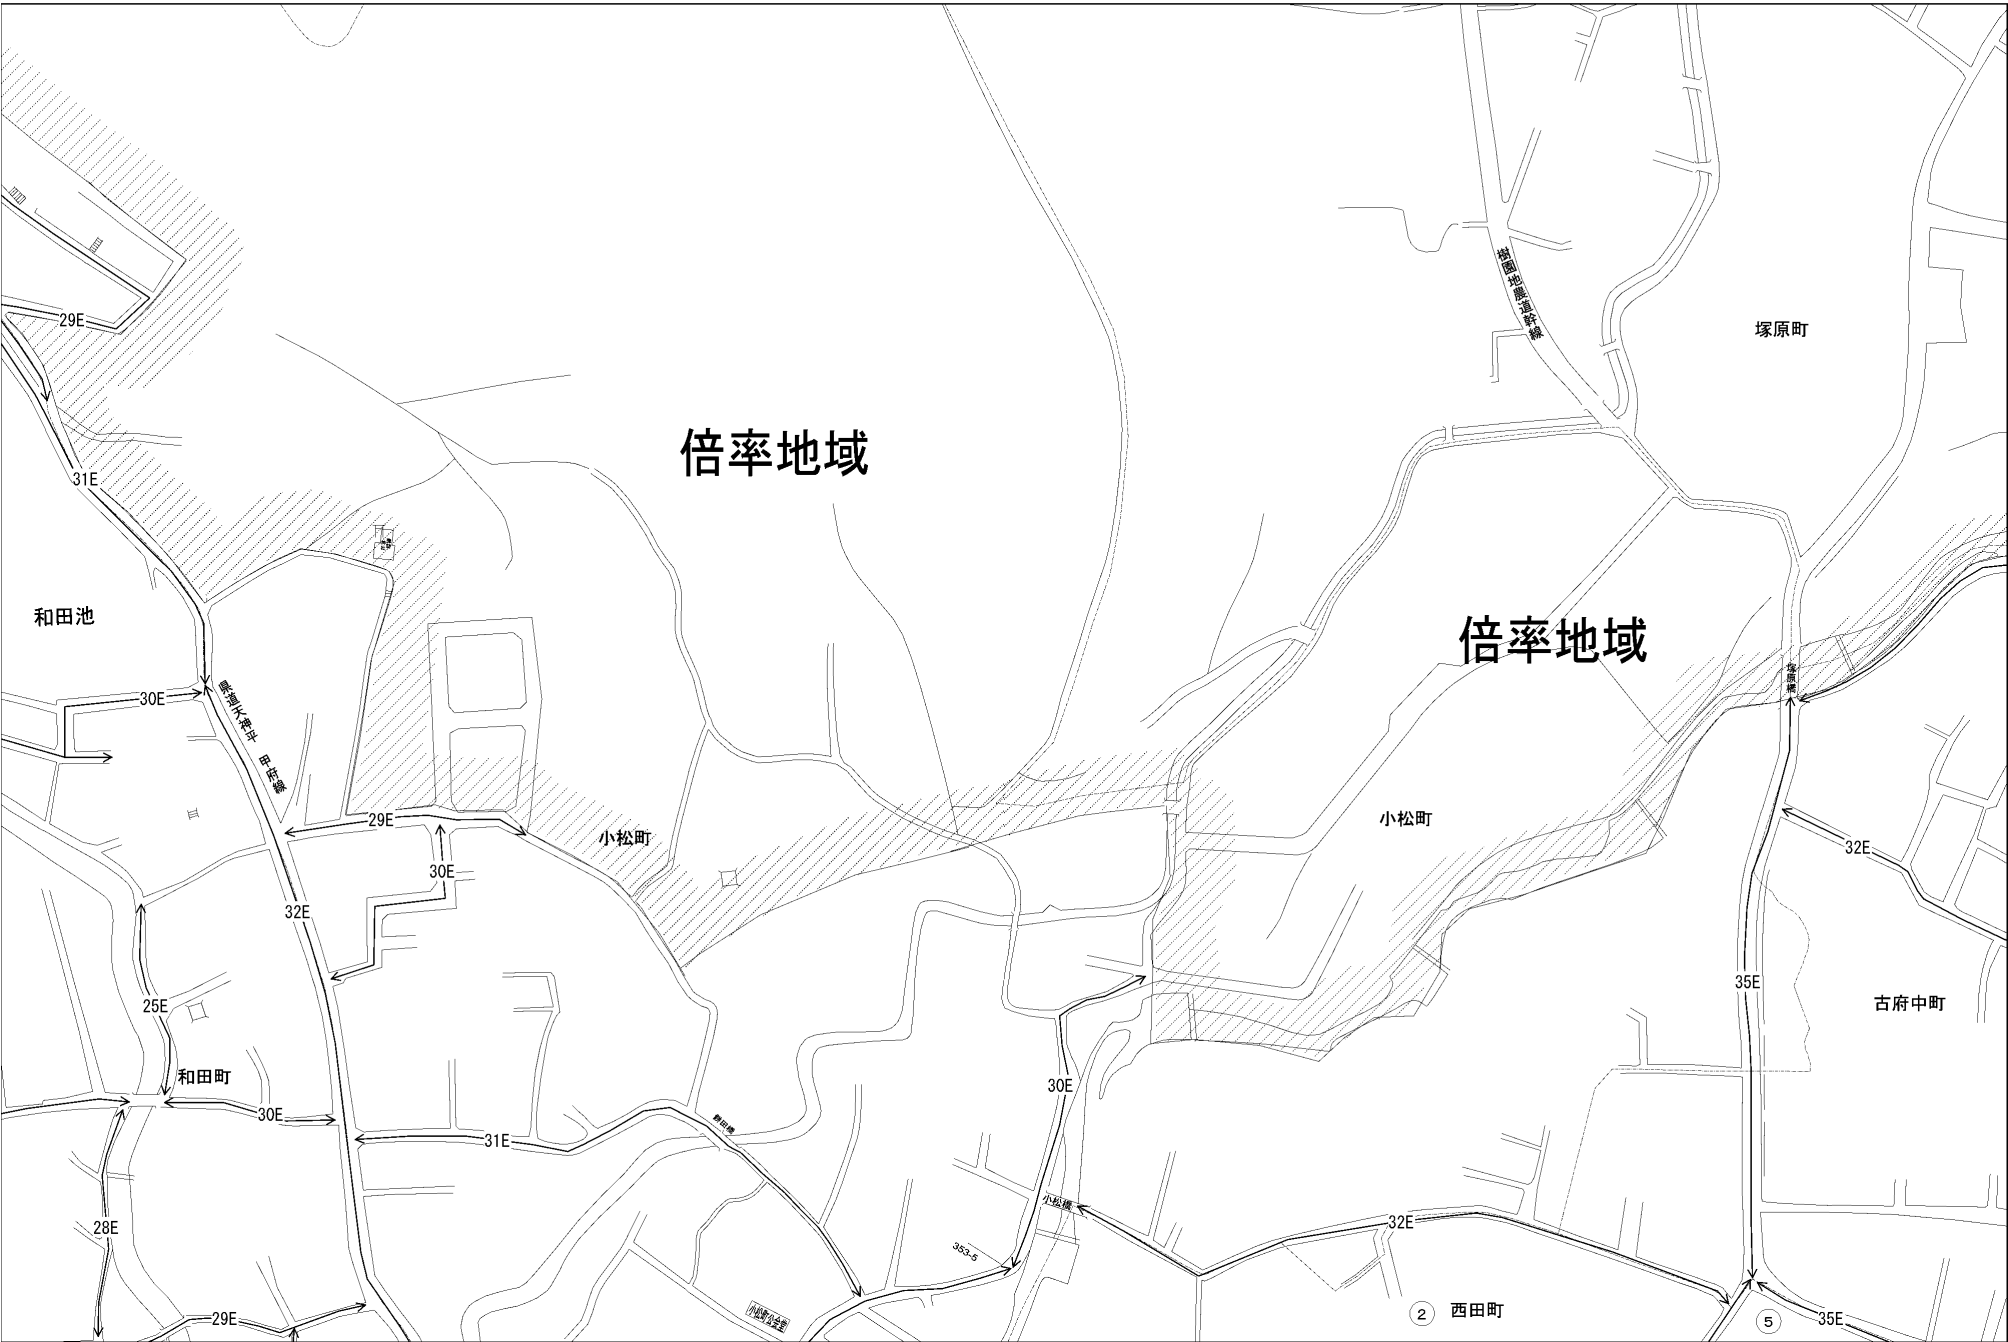 樹園地農道幹線
29E
塚原町
倍率地域
31E
和田池
倍率地域
塚原橋
30E
県道天神平 甲府線
29E
小松町
小松町
32E
30E
32E
25E
35E
古府中町
和田町
30E
30E
31E
28E
小松橋
32E
353-5
29E
小松町公会堂
2
西田町
5
35E